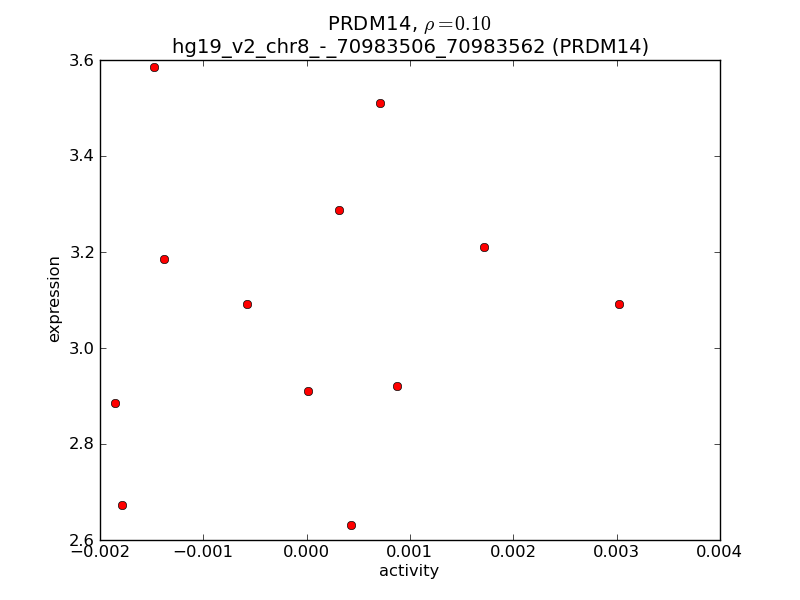 PRDM14, ρ=0.10
hg19_v2_chr8_-_70983506_70983562 (PRDM14)
3.6
3.4
3.2
3.0
2.8
2.6
expression
−0.002 −0.001 0.000 0.001 0.002 0.003 0.004
activity